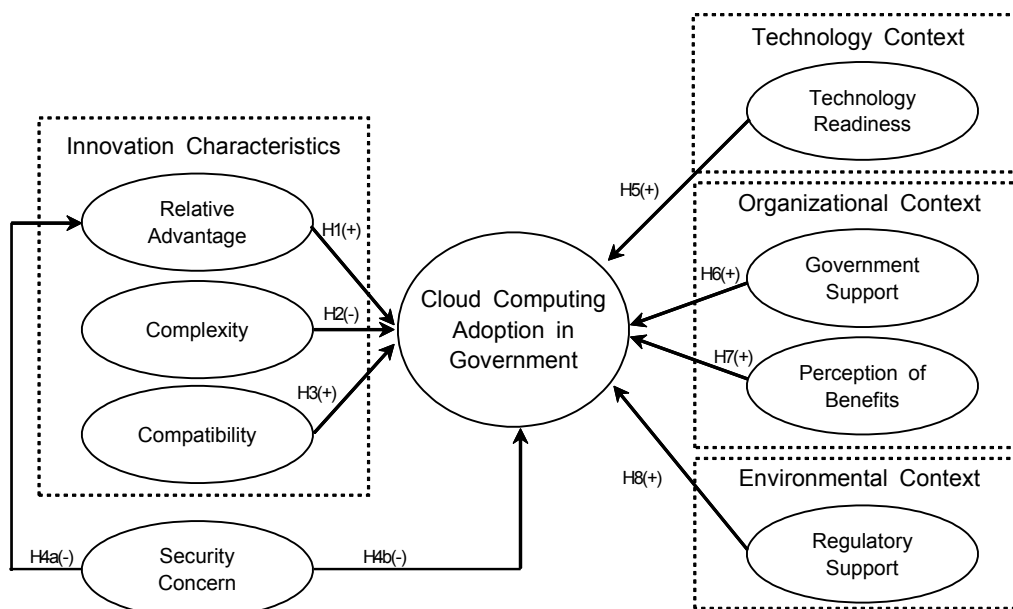 Technology Context
Technology
Readiness
Innovation Characteristics
Relative
Advantage
H1(+)
H5(+)
Organizational Context
Government
Support
H6(+)
Complexity
H2(-)
Cloud Computing
Adoption in
Government
H7(+)
Perception of
Benefits
H3(+)
Compatibility
H8(+)
Environmental Context
Regulatory
Support
H4a(-)
Security
Concern
H4b(-)